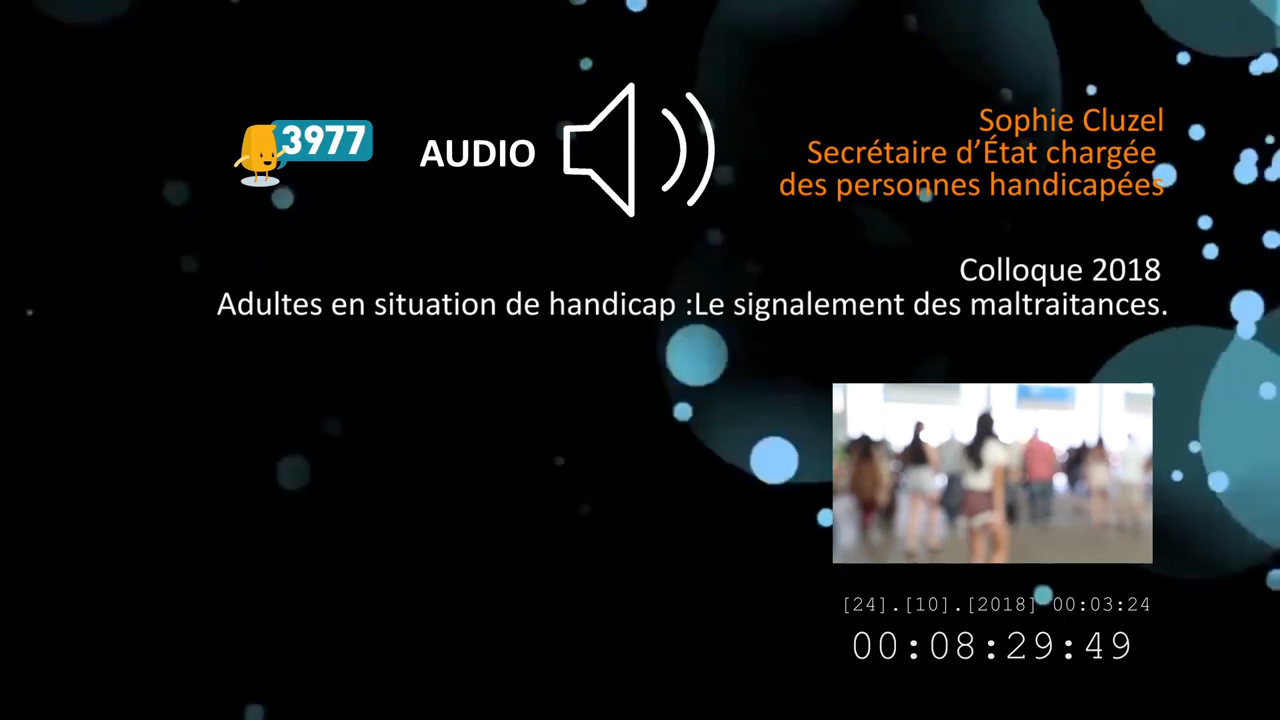 3977
AUDIO
Sophie Cluzel
Secrétaire d’État chargée
des personnes handicapées
Colloque 2018
Adultes en situation de handicap :Le signalement des maltraitances.
[24].[10].[2018] 00:03:24
00:08:29:49